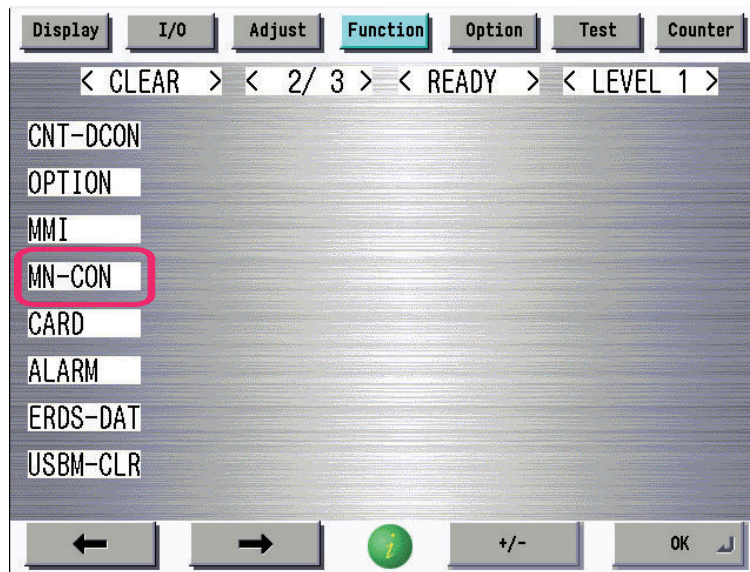 Display I/O Adjust Function Option Test Counter
< CLEAR > < 2/ 3 > < READY > < LEVEL 1 >
CNT-DCON
OPTION
MMI
MN-CON
CARD
ALARM
ERDS-DAT
USBM-CLR
← → i +/- OK